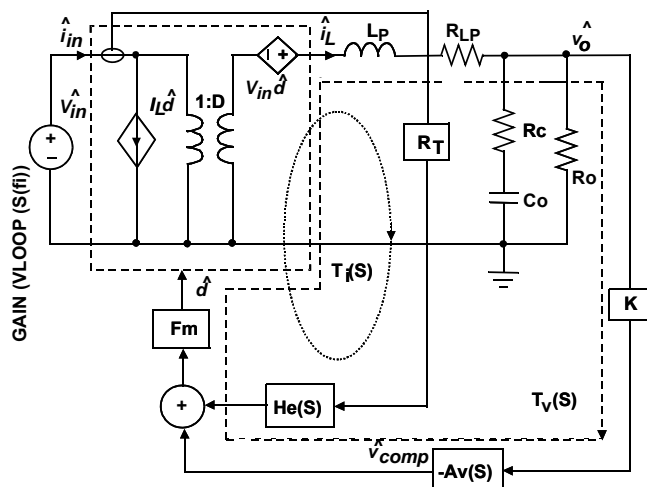 î_in
î_L
L_P
R_LP
v̂_o
V̂_in
I_L d̂
1:D
V_in d̂
R_T
Rc
Ro
Co
+
−
GAIN (VLOOP (S(fi))
T_i(S)
d̂
K
Fm
+
He(S)
T_v(S)
v̂_comp
-Av(S)